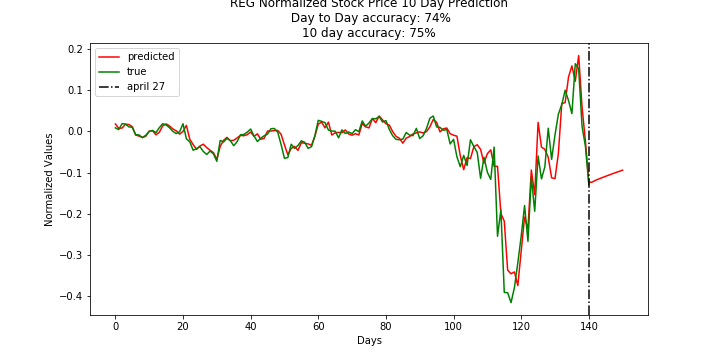 REG Normalized Stock Price 10 Day Prediction
Day to Day accuracy: 74%
10 day accuracy: 75%
predicted
true
april 27
0.2
0.1
0.0
−0.1
−0.2
−0.3
−0.4
Normalized Values
0 20 40 60 80 100 120 140
Days